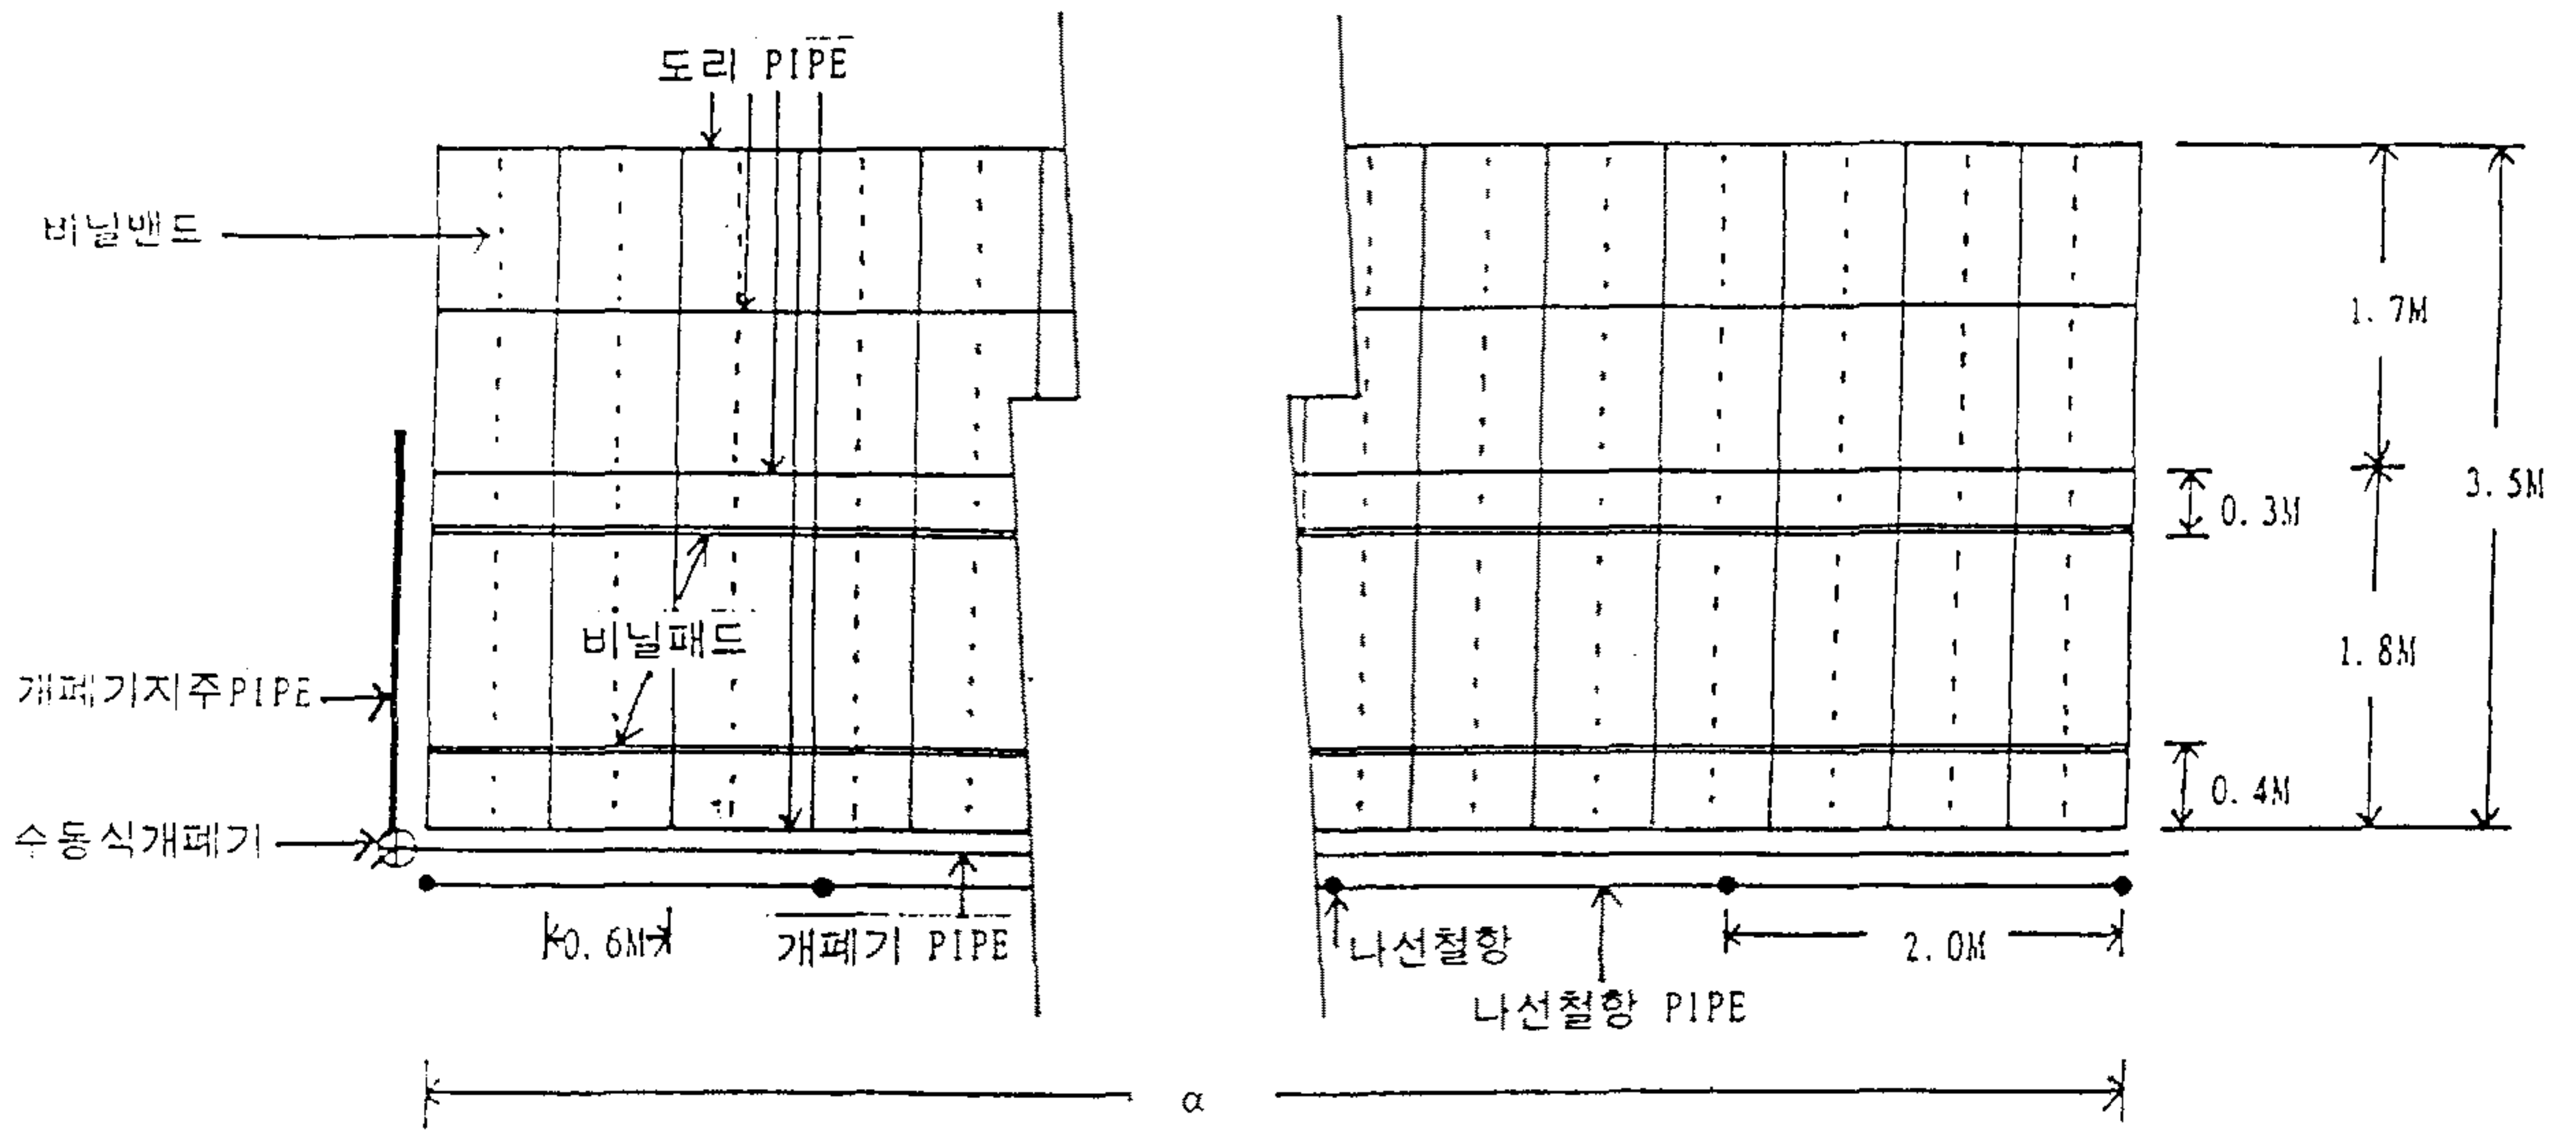 도리 PIPE
비닐밴드
1. 7M
3. 5M
0. 3M
비닐패드
1. 8M
개폐기지주PIPE
0. 4M
수동식개폐기
0. 6M
개폐기 PIPE
나선철항
2. 0M
나선철항 PIPE
α